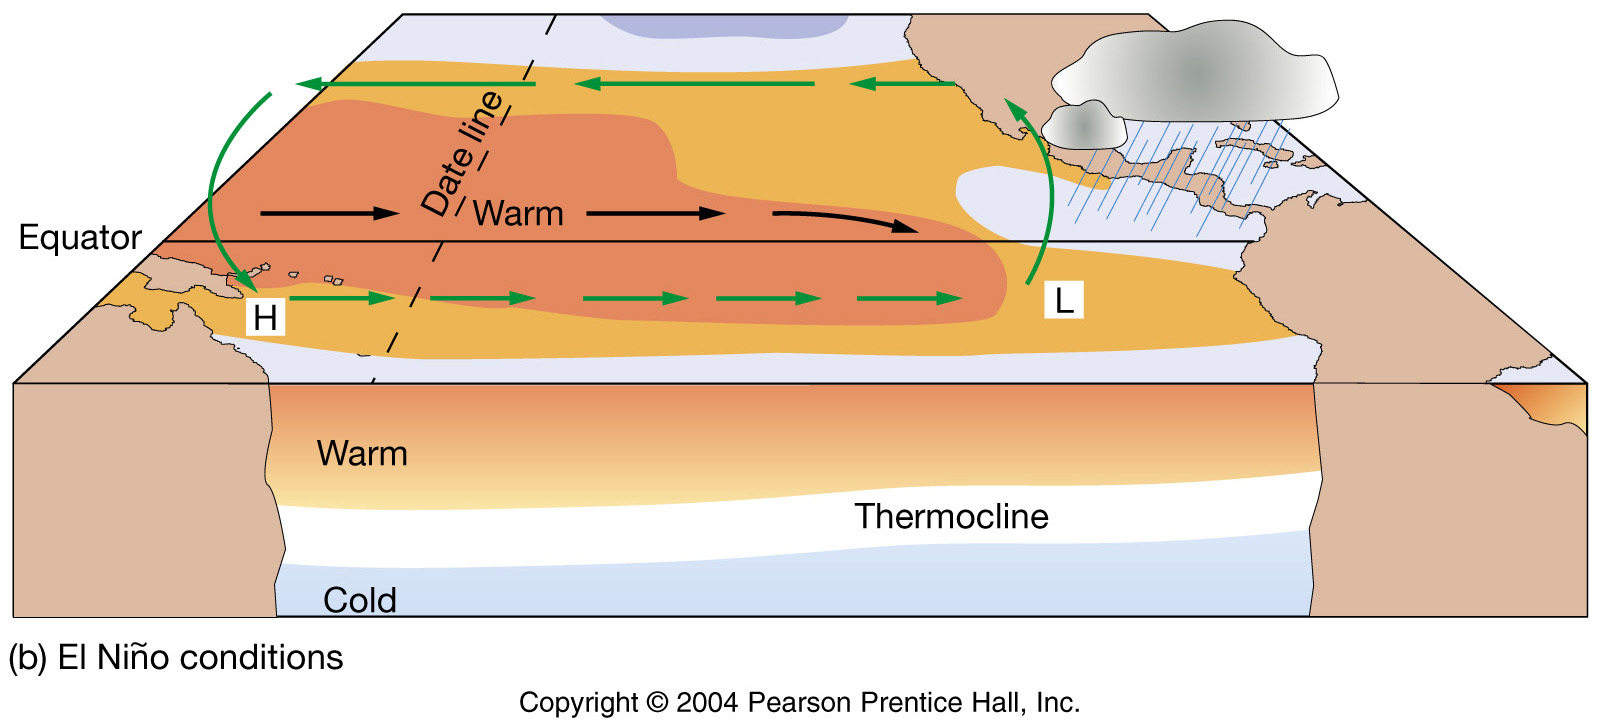 Date line
Warm
Equator
H
L
Warm
Thermocline
Cold
(b) El Niño conditions
Copyright © 2004 Pearson Prentice Hall, Inc.